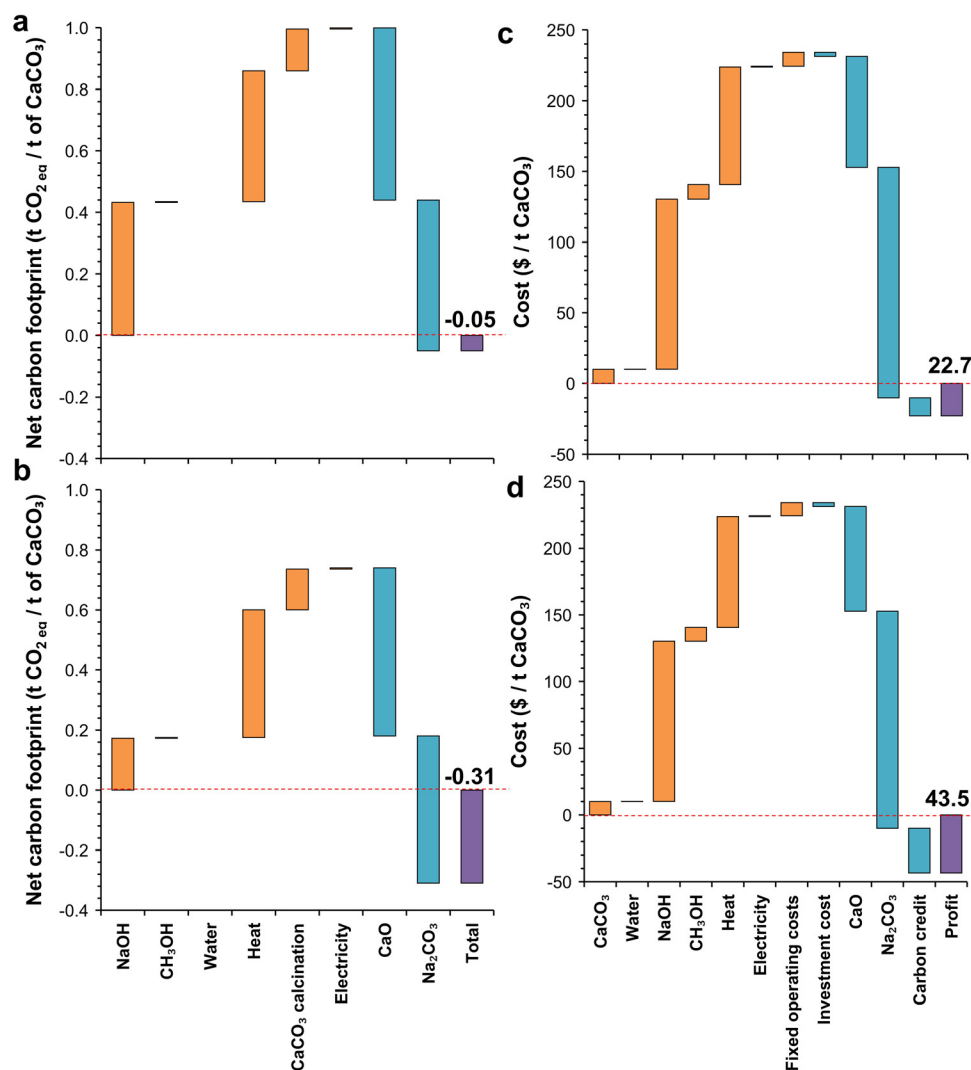 a
Net carbon footprint (t CO₂ eq / t of CaCO₃)
1.0
0.8
0.6
0.4
0.2
0.0
-0.2
-0.4
-0.05
b
Net carbon footprint (t CO₂ eq / t of CaCO₃)
1.0
0.8
0.6
0.4
0.2
0.0
-0.2
-0.4
-0.31
NaOH
CH₃OH
Water
Heat
CaCO₃ calcination
Electricity
CaO
Na₂CO₃
Total
c
Cost ($ / t CaCO₃)
250
200
150
100
50
0
-50
22.7
d
Cost ($ / t CaCO₃)
250
200
150
100
50
0
-50
43.5
CaCO₃
Water
NaOH
CH₃OH
Heat
Electricity
Fixed operating costs
Investment cost
CaO
Na₂CO₃
Carbon credit
Profit